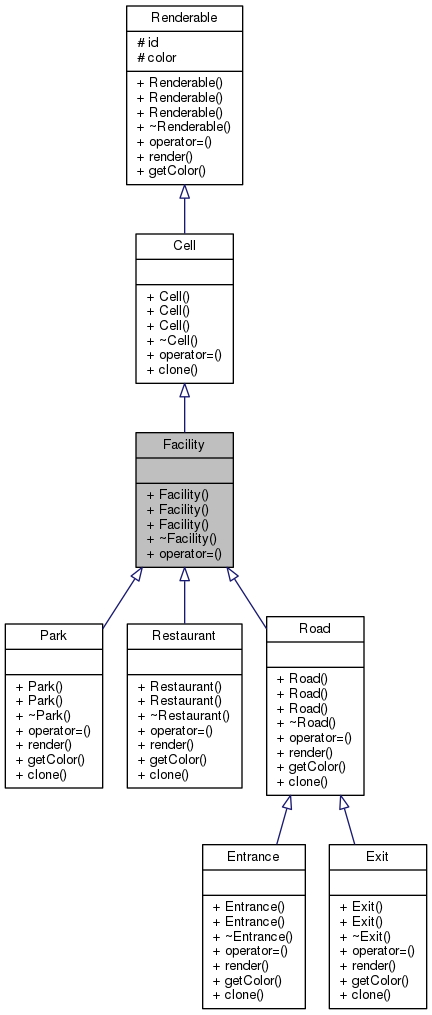 Renderable
# id
# color
+ Renderable()
+ Renderable()
+ Renderable()
+ ~Renderable()
+ operator=()
+ render()
+ getColor()
Cell
+ Cell()
+ Cell()
+ Cell()
+ ~Cell()
+ operator=()
+ clone()
Facility
+ Facility()
+ Facility()
+ Facility()
+ ~Facility()
+ operator=()
Park
+ Park()
+ Park()
+ ~Park()
+ operator=()
+ render()
+ getColor()
+ clone()
Restaurant
+ Restaurant()
+ Restaurant()
+ ~Restaurant()
+ operator=()
+ render()
+ getColor()
+ clone()
Road
+ Road()
+ Road()
+ Road()
+ ~Road()
+ operator=()
+ render()
+ getColor()
+ clone()
Entrance
+ Entrance()
+ Entrance()
+ ~Entrance()
+ operator=()
+ render()
+ getColor()
+ clone()
Exit
+ Exit()
+ Exit()
+ ~Exit()
+ operator=()
+ render()
+ getColor()
+ clone()